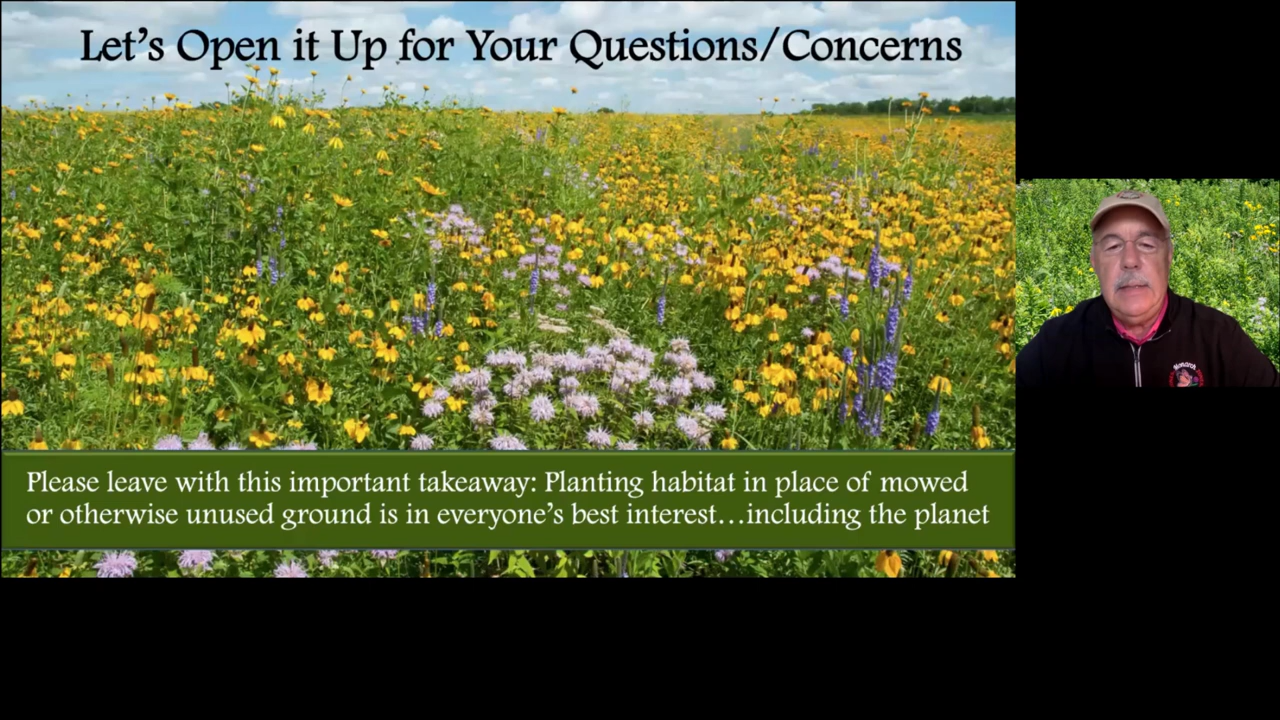 Let's Open it Up for Your Questions/Concerns
Please leave with this important takeaway: Planting habitat in place of mowed
or otherwise unused ground is in everyone's best interest...including the planet
Monarch